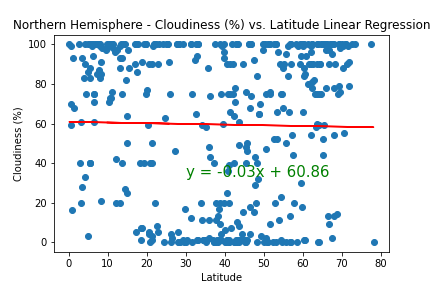 Northern Hemisphere - Cloudiness (%) vs. Latitude Linear Regression
100
80
60
40
20
0
Cloudiness (%)
y = -0.03x + 60.86
0 10 20 30 40 50 60 70 80
Latitude